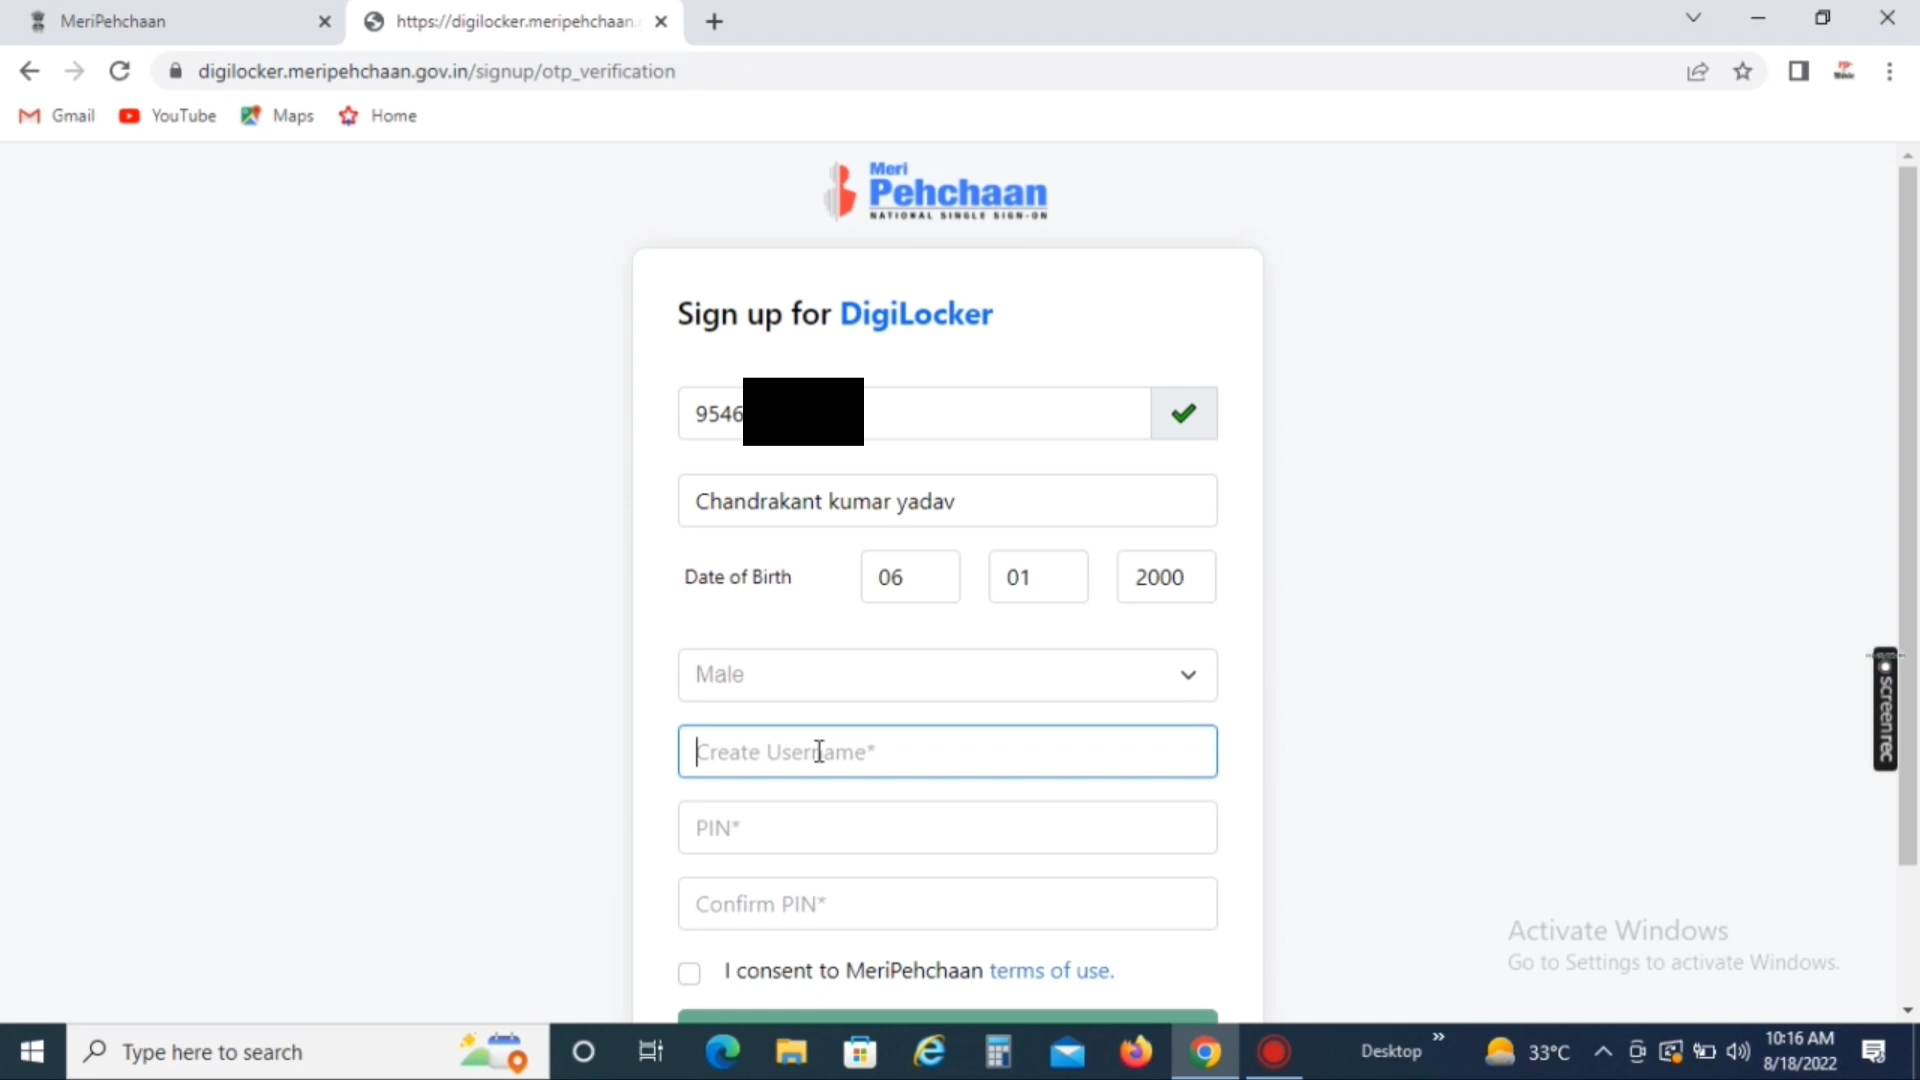 MeriPehchaan
https://digilocker.meripehchaan.
digilocker.meripehchaan.gov.in/signup/otp_verification
Gmail
YouTube
Maps
Home
Meri
Pehchaan
NATIONAL SINGLE SIGN-ON
Sign up for DigiLocker
9546
Chandrakant kumar yadav
Date of Birth 06 01 2000
Male
Create Username*
PIN*
Confirm PIN*
I consent to MeriPehchaan terms of use.
screenrec
Activate Windows
Go to Settings to activate Windows.
Type here to search
Desktop
33°C
10:16 AM
8/18/2022